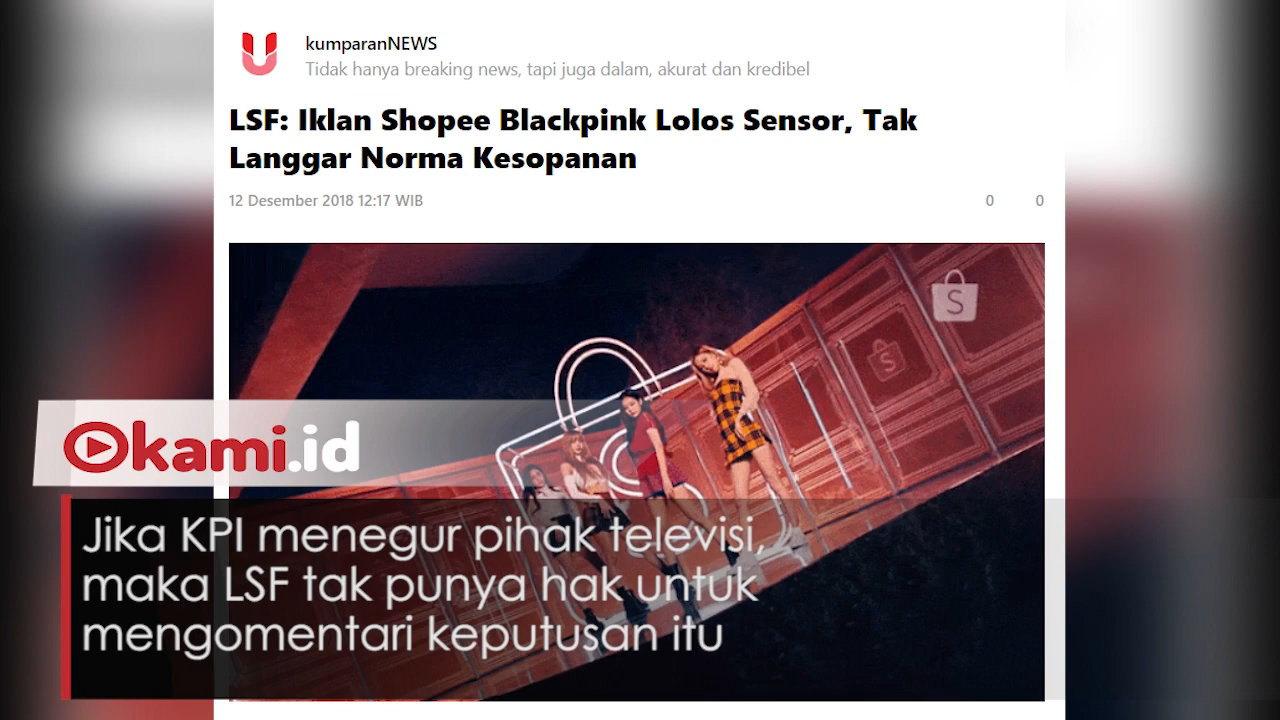 kumparanNEWS
Tidak hanya breaking news, tapi juga dalam, akurat dan kredibel
LSF: Iklan Shopee Blackpink Lolos Sensor, Tak
Langgar Norma Kesopanan
12 Desember 2018 12:17 WIB
0 0
S
S
Okami.id
Jika KPI menegur pihak televisi,
maka LSF tak punya hak untuk
mengomentari keputusan itu